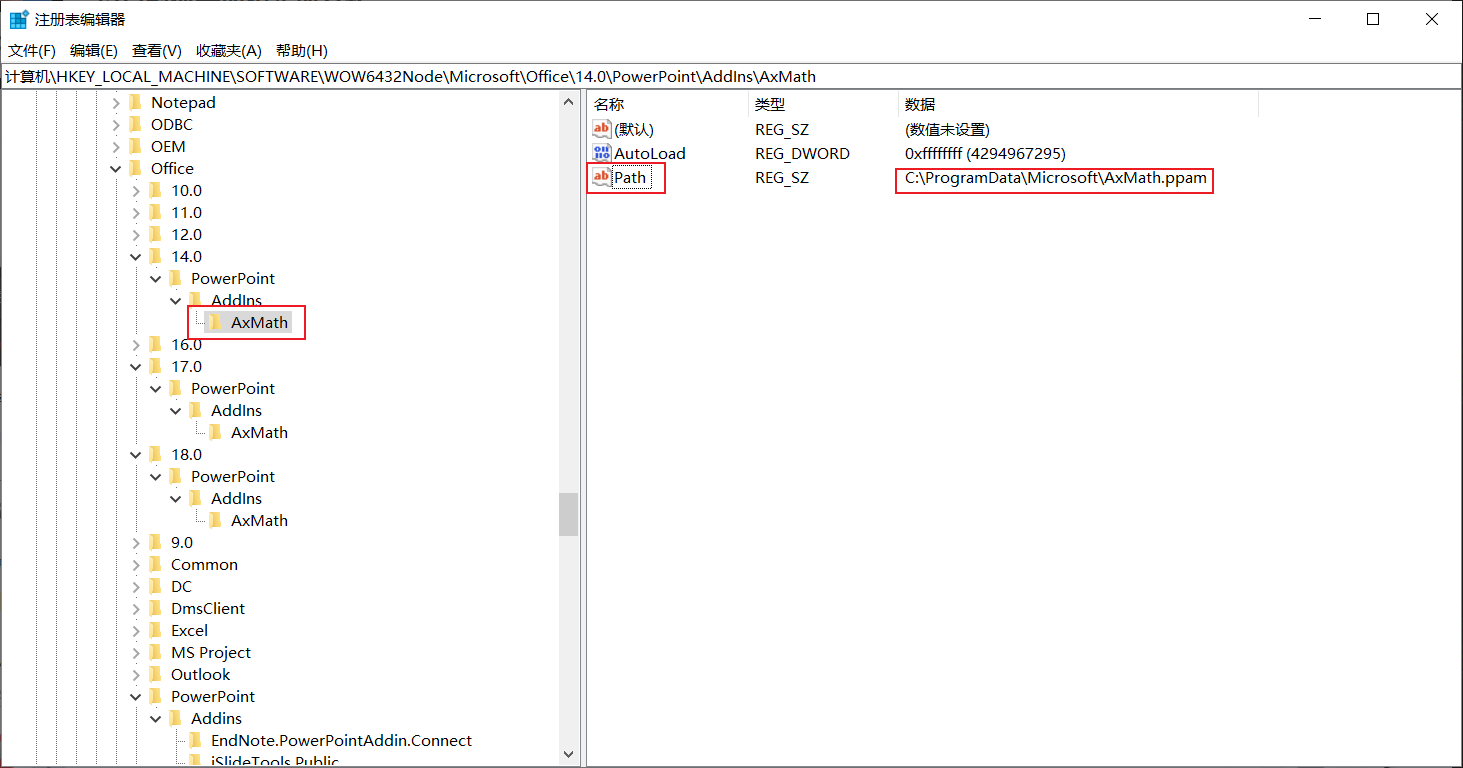 注册表编辑器
文件(F) 编辑(E) 查看(V) 收藏夹(A) 帮助(H)
计算机\HKEY_LOCAL_MACHINE\SOFTWARE\WOW6432Node\Microsoft\Office\14.0\PowerPoint\AddIns\AxMath
Notepad
ODBC
OEM
Office
10.0
11.0
12.0
14.0
PowerPoint
AddIns
AxMath
16.0
17.0
PowerPoint
AddIns
AxMath
18.0
PowerPoint
AddIns
AxMath
9.0
Common
DC
DmsClient
Excel
MS Project
Outlook
PowerPoint
Addins
EndNote.PowerPointAddin.Connect
iSlideTools.Public
名称 类型 数据
(默认) REG_SZ (数值未设置)
AutoLoad REG_DWORD 0xffffffff (4294967295)
Path REG_SZ C:\ProgramData\Microsoft\AxMath.ppam